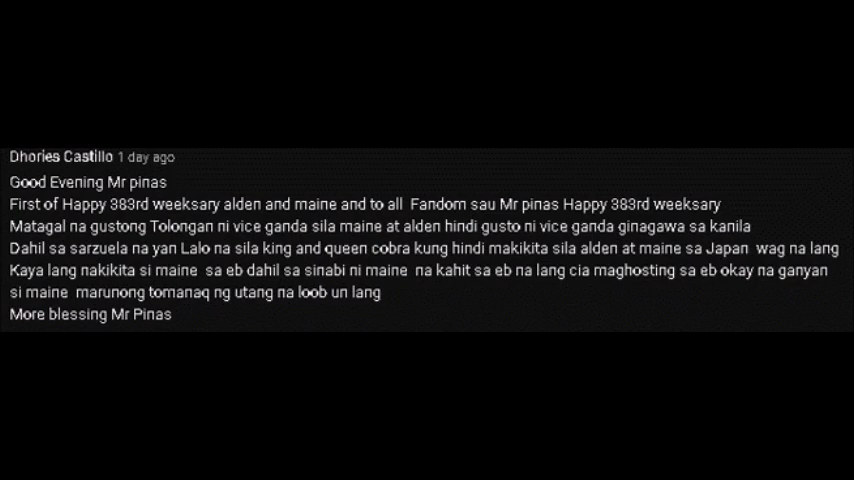 Dhories Castillo 1 day ago
Good Evening Mr pinas
First of Happy 383rd weeksary alden and maine and to all Fandom sau Mr pinas Happy 383rd weeksary
Matagal na gustong Tolongan ni vice ganda sila maine at alden hindi gusto ni vice ganda ginagawa sa kanila
Dahil sa sarzuela na yan Lalo na sila king and queen cobra kung hindi makikita sila alden at maine sa Japan wag na lang
Kaya lang nakikita si maine sa eb dahil sa sinabi ni maine na kahit sa eb na lang cia maghosting sa eb okay na ganyan
si maine marunong tomanaq ng utang na loob un lang
More blessing Mr Pinas